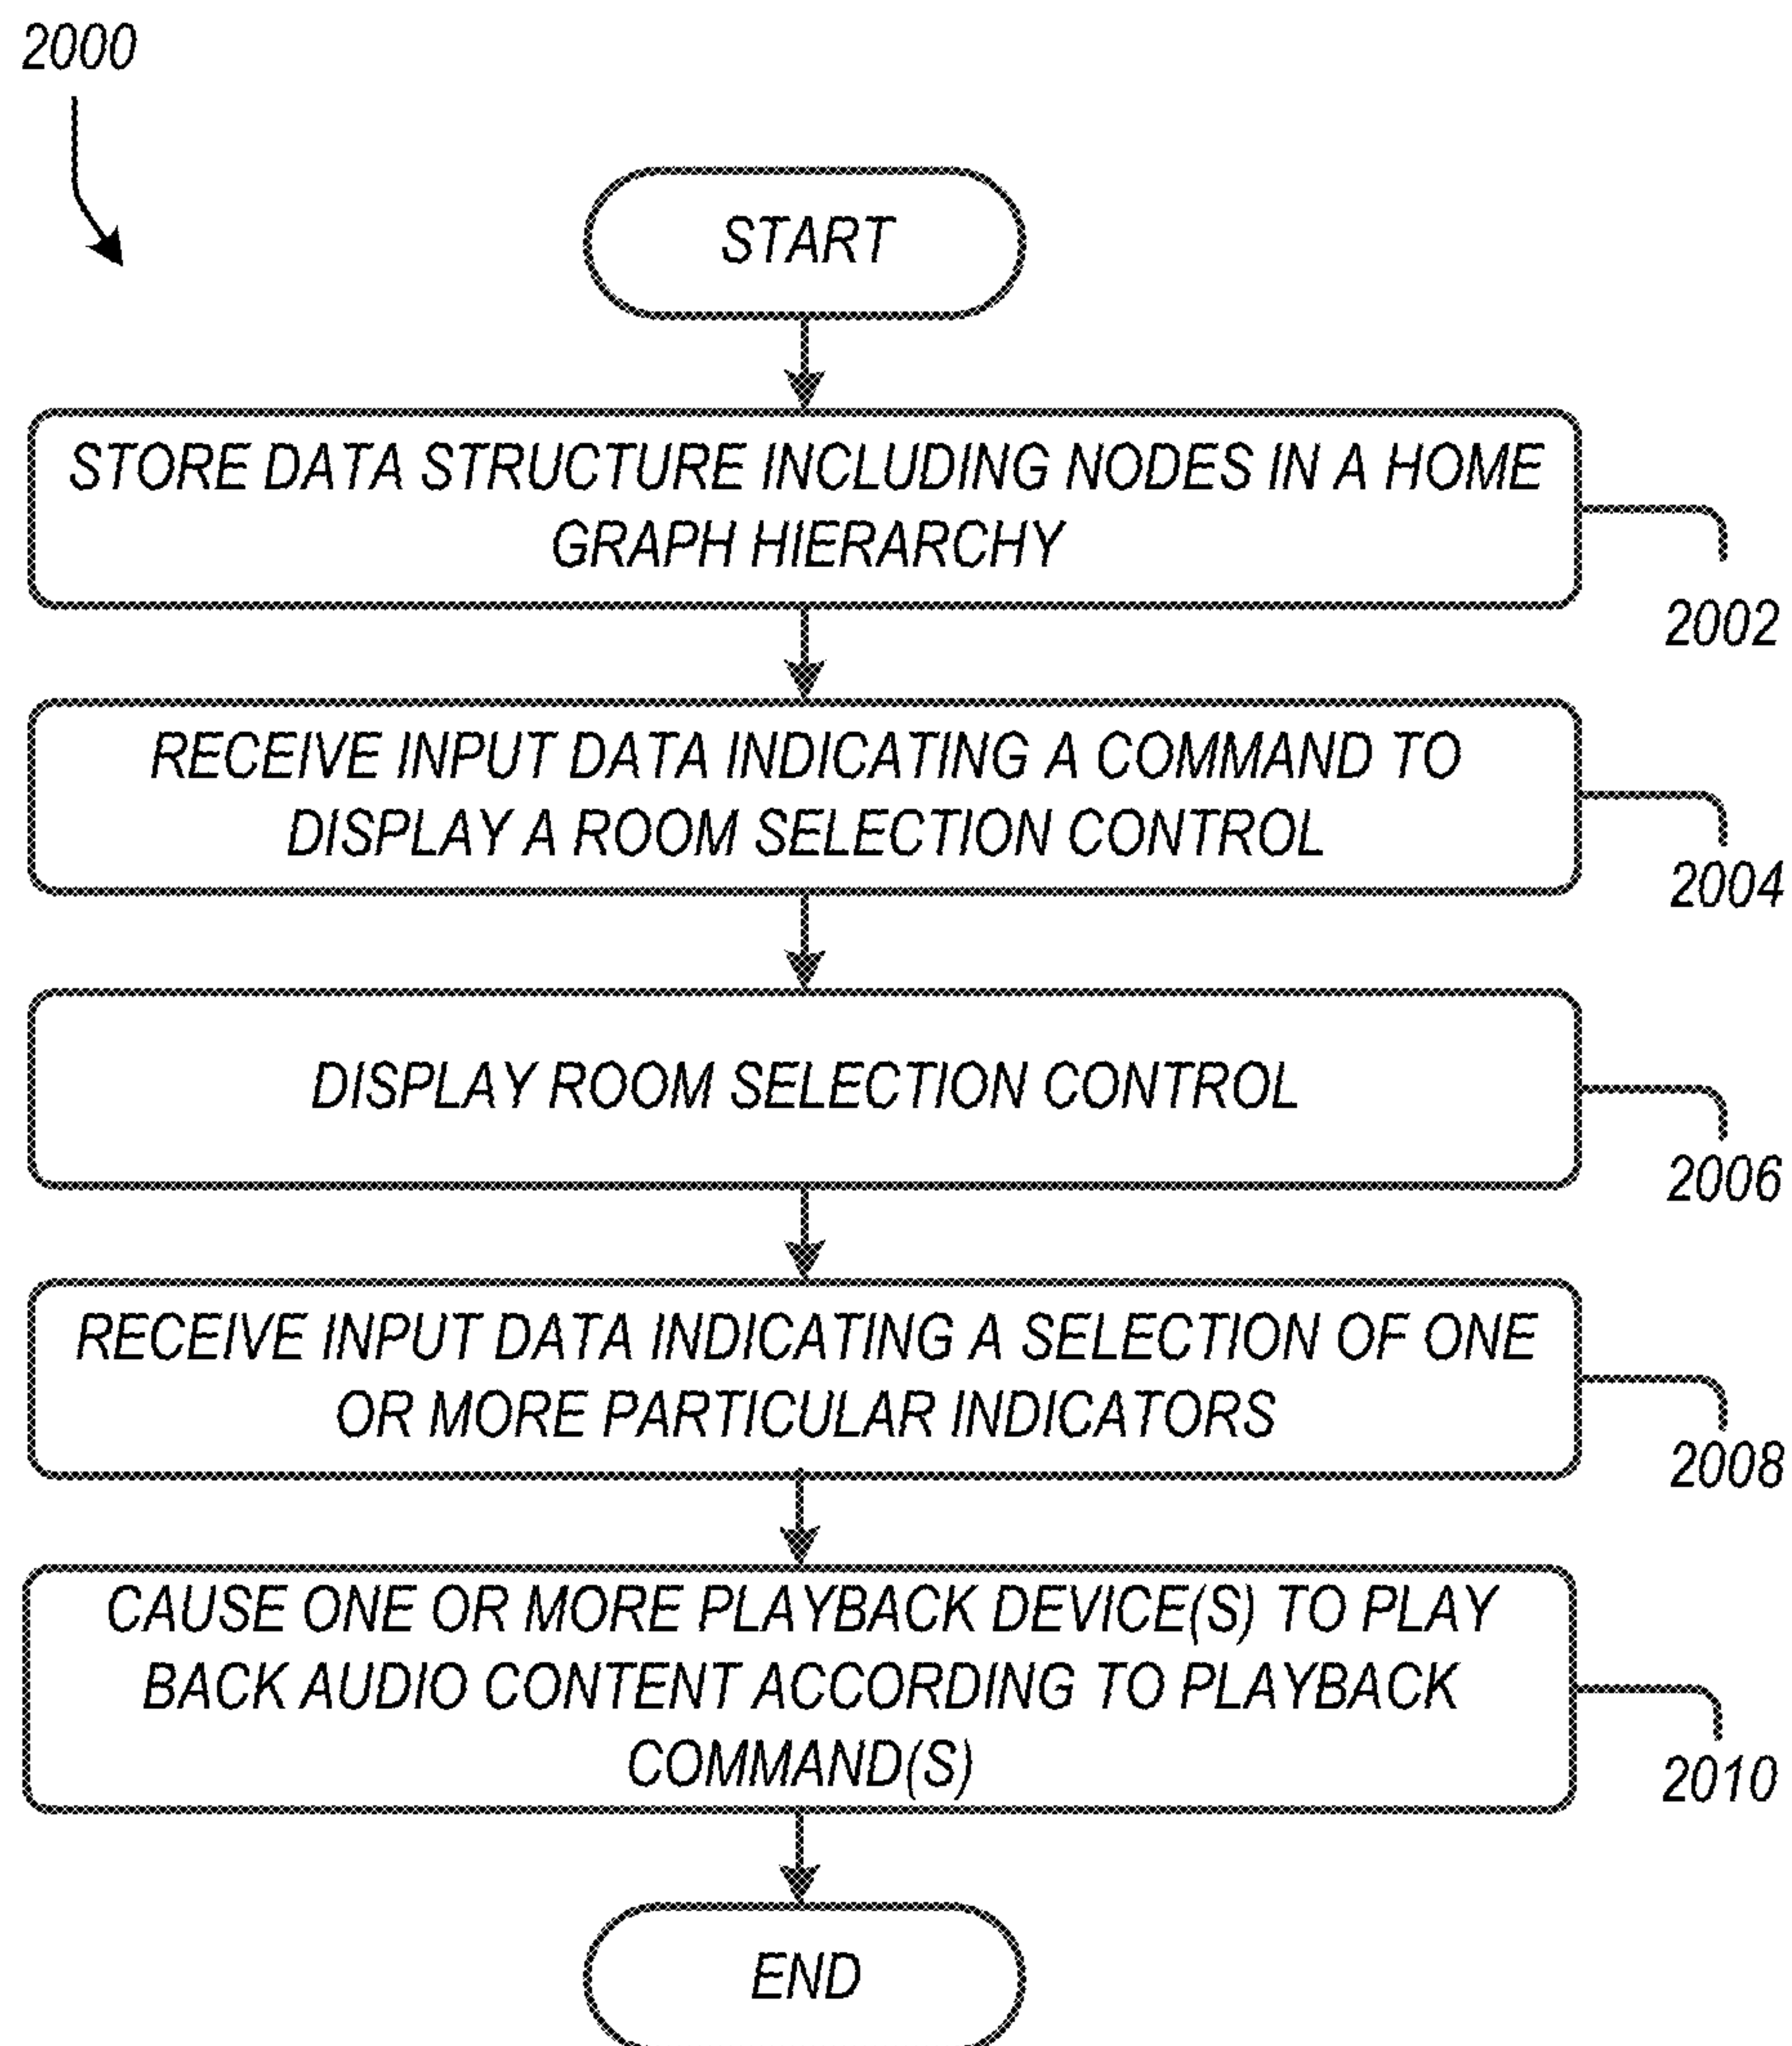 2000
START
STORE DATA STRUCTURE INCLUDING NODES IN A HOME
GRAPH HIERARCHY
2002
RECEIVE INPUT DATA INDICATING A COMMAND TO
DISPLAY A ROOM SELECTION CONTROL
2004
DISPLAY ROOM SELECTION CONTROL
2006
RECEIVE INPUT DATA INDICATING A SELECTION OF ONE
OR MORE PARTICULAR INDICATORS
2008
CAUSE ONE OR MORE PLAYBACK DEVICE(S) TO PLAY
BACK AUDIO CONTENT ACCORDING TO PLAYBACK
COMMAND(S)
2010
END